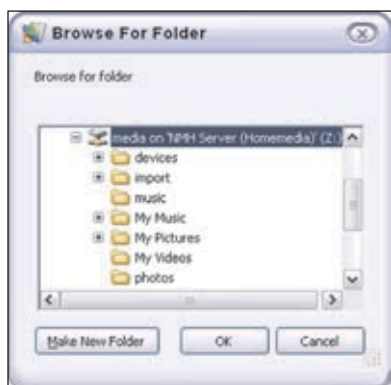 Browse For Folder
Browse for folder
media on 'NMH Server (Homemedia)' (Z:)
devices
import
music
My Music
My Pictures
My Videos
photos
Make New Folder
OK
Cancel